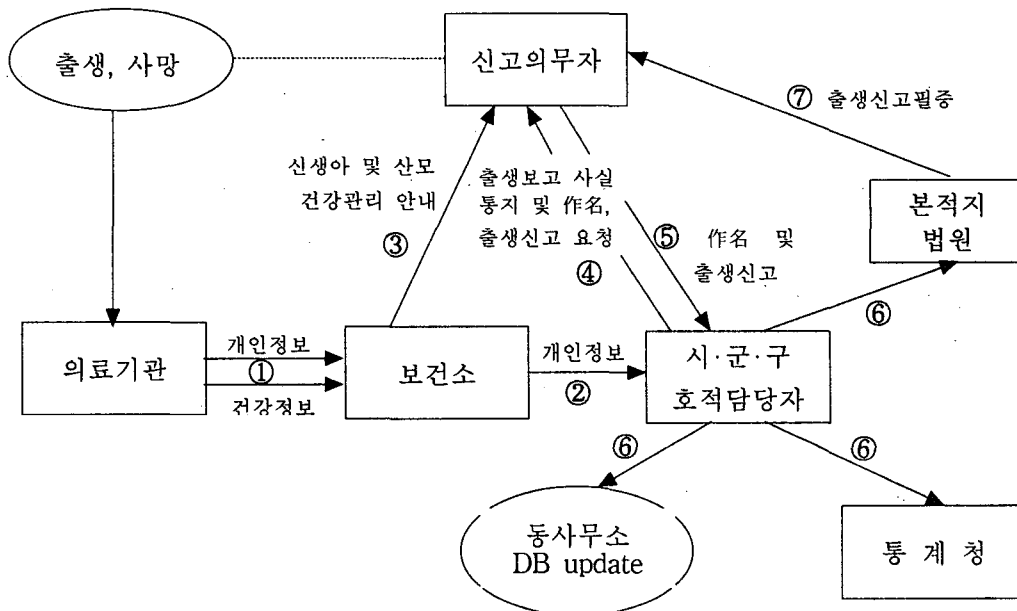 출생, 사망
신고의무자
⑦ 출생신고필증
신생아 및 산모
건강관리 안내
③
출생보고 사실
통지 및 作名,
출생신고 요청
④
⑤ 作名 및
출생신고
본적지
법원
⑥
의료기관
개인정보
①
건강정보
보건소
개인정보
②
시·군·구
호적담당자
⑥
⑥
동사무소
DB update
통 계 청